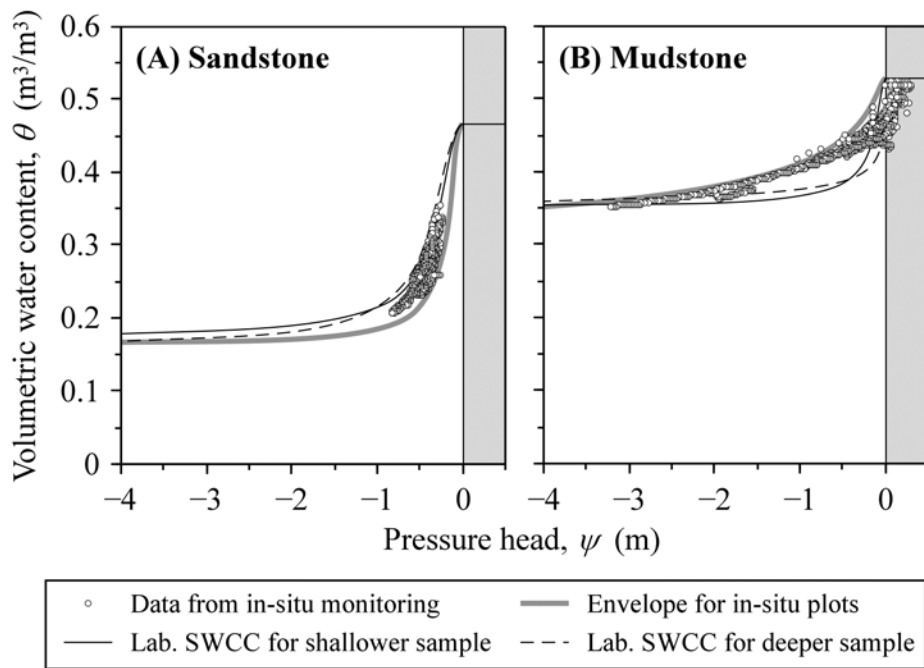 (A) Sandstone
(B) Mudstone
Volumetric water content, θ (m³/m³)
0.6
0.5
0.4
0.3
0.2
0.1
0
−4 −3 −2 −1 0
−4 −3 −2 −1 0
Pressure head, ψ (m)
Data from in-situ monitoring
Envelope for in-situ plots
Lab. SWCC for shallower sample
Lab. SWCC for deeper sample